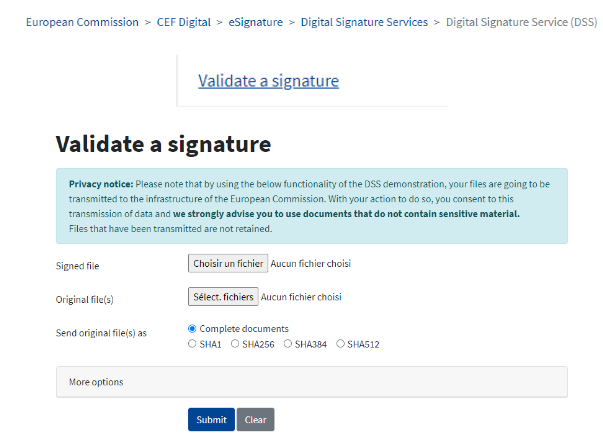 European Commission > CEF Digital > eSignature > Digital Signature Services > Digital Signature Service (DSS)
Validate a signature
Validate a signature
Privacy notice: Please note that by using the below functionality of the DSS demonstration, your files are going to be
transmitted to the infrastructure of the European Commission. With your action to do so, you consent to this
transmission of data and we strongly advise you to use documents that do not contain sensitive material.
Files that have been transmitted are not retained.
Signed file Choisir un fichier Aucun fichier choisi
Original file(s) Sélect. fichiers Aucun fichier choisi
Send original file(s) as Complete documents
SHA1 SHA256 SHA384 SHA512
More options
Submit Clear